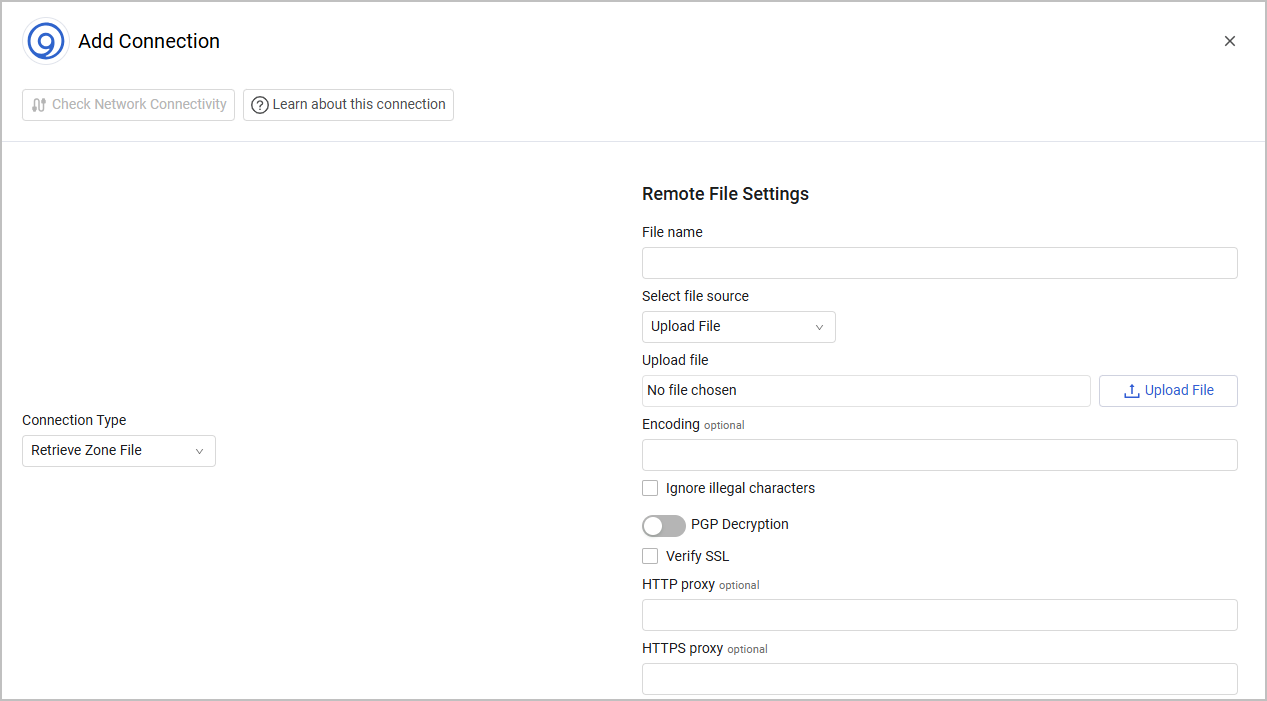 Add Connection
Check Network Connectivity
Learn about this connection
Connection Type
Retrieve Zone File
Remote File Settings
File name
Select file source
Upload File
Upload file
No file chosen
Upload File
Encoding optional
Ignore illegal characters
PGP Decryption
Verify SSL
HTTP proxy optional
HTTPS proxy optional